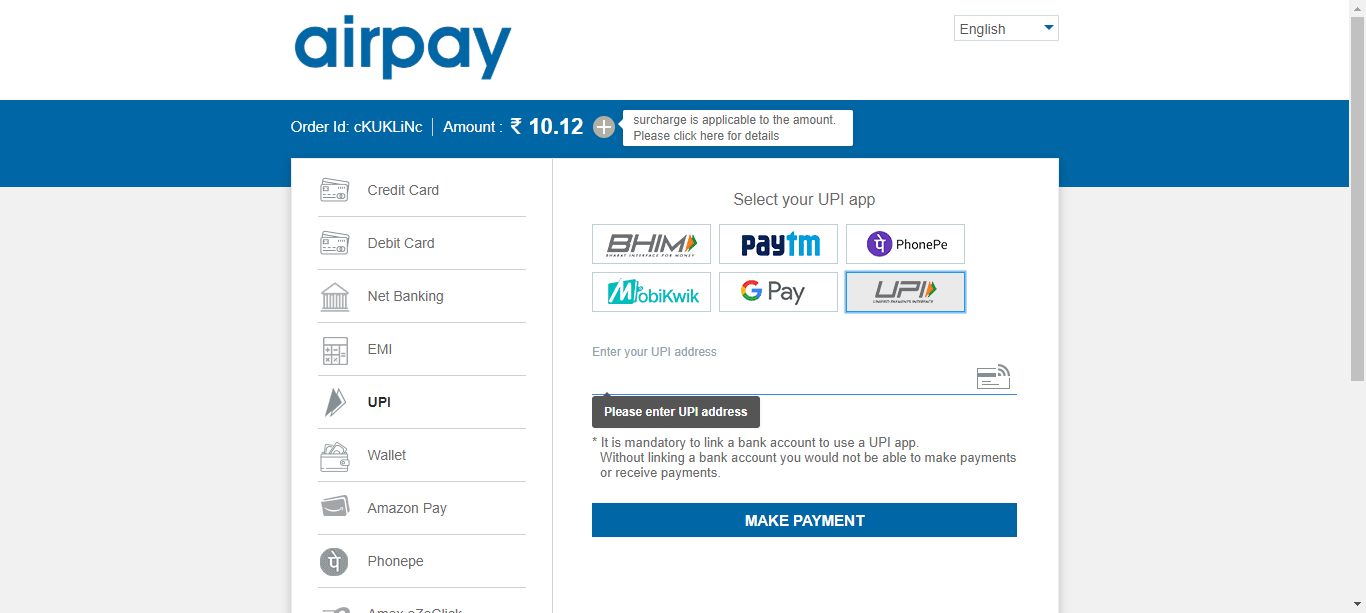 airpay
English
Order Id: cKUKLiNc
Amount : ₹ 10.12
surcharge is applicable to the amount.
Please click here for details
Credit Card
Debit Card
Net Banking
EMI
UPI
Wallet
Amazon Pay
पे
Phonepe
Amex eZeClick
Select your UPI app
BHIM
BHARAT INTERFACE FOR MONEY
paytm
पे PhonePe
MobiKwik
G Pay
UPI
UNIFIED PAYMENTS INTERFACE
Enter your UPI address
Please enter UPI address
* It is mandatory to link a bank account to use a UPI app.
Without linking a bank account you would not be able to make payments
or receive payments.
MAKE PAYMENT